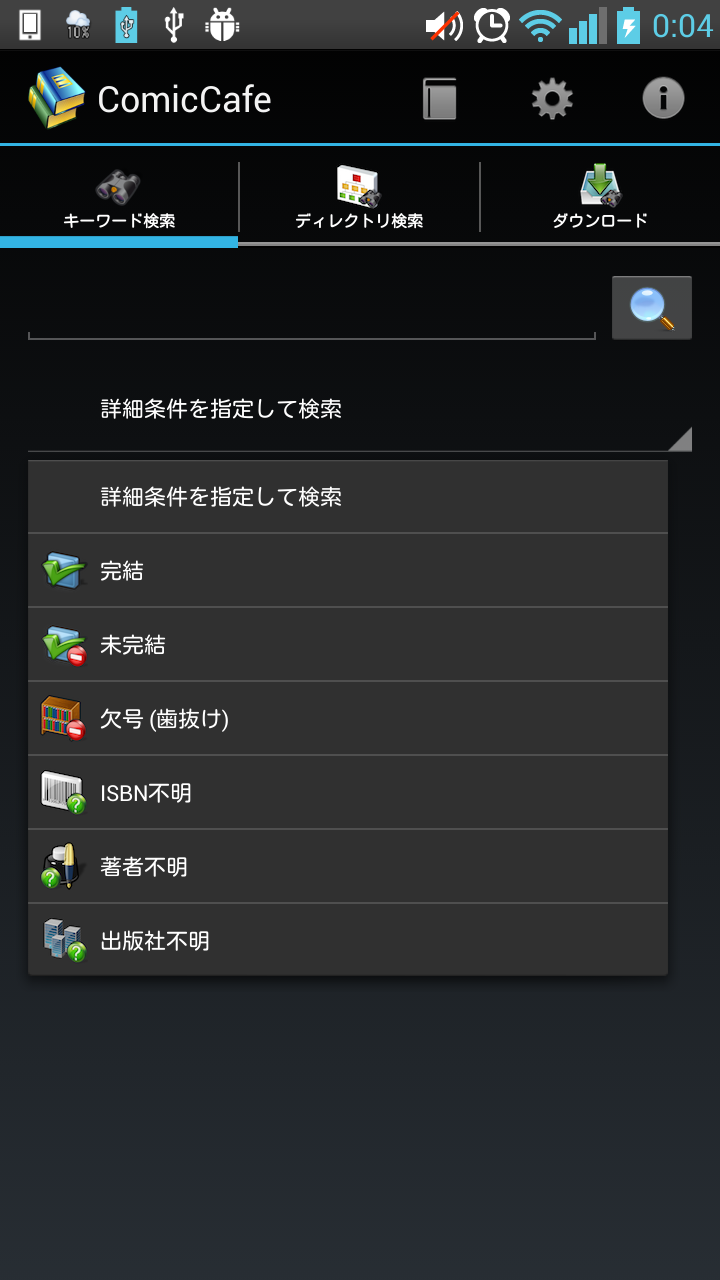 10%
0:04
ComicCafe
キーワード検索
ディレクトリ検索
ダウンロード
詳細条件を指定して検索
詳細条件を指定して検索
完結
未完結
欠号 (歯抜け)
ISBN不明
著者不明
出版社不明